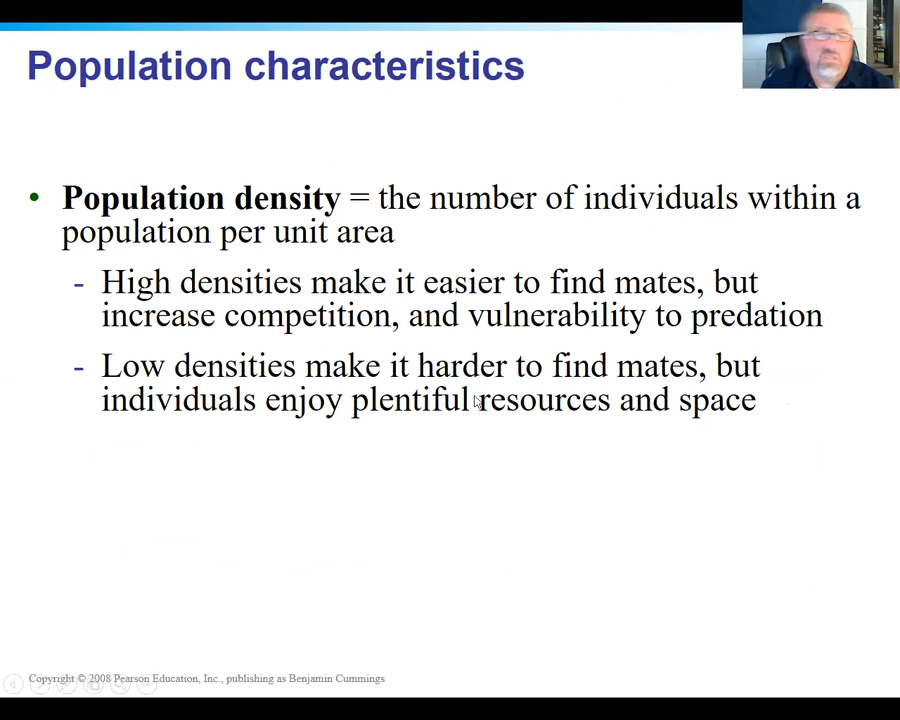 Population characteristics
• Population density = the number of individuals within a
population per unit area
- High densities make it easier to find mates, but
increase competition, and vulnerability to predation
- Low densities make it harder to find mates, but
individuals enjoy plentiful resources and space
Copyright © 2008 Pearson Education, Inc., publishing as Benjamin Cummings